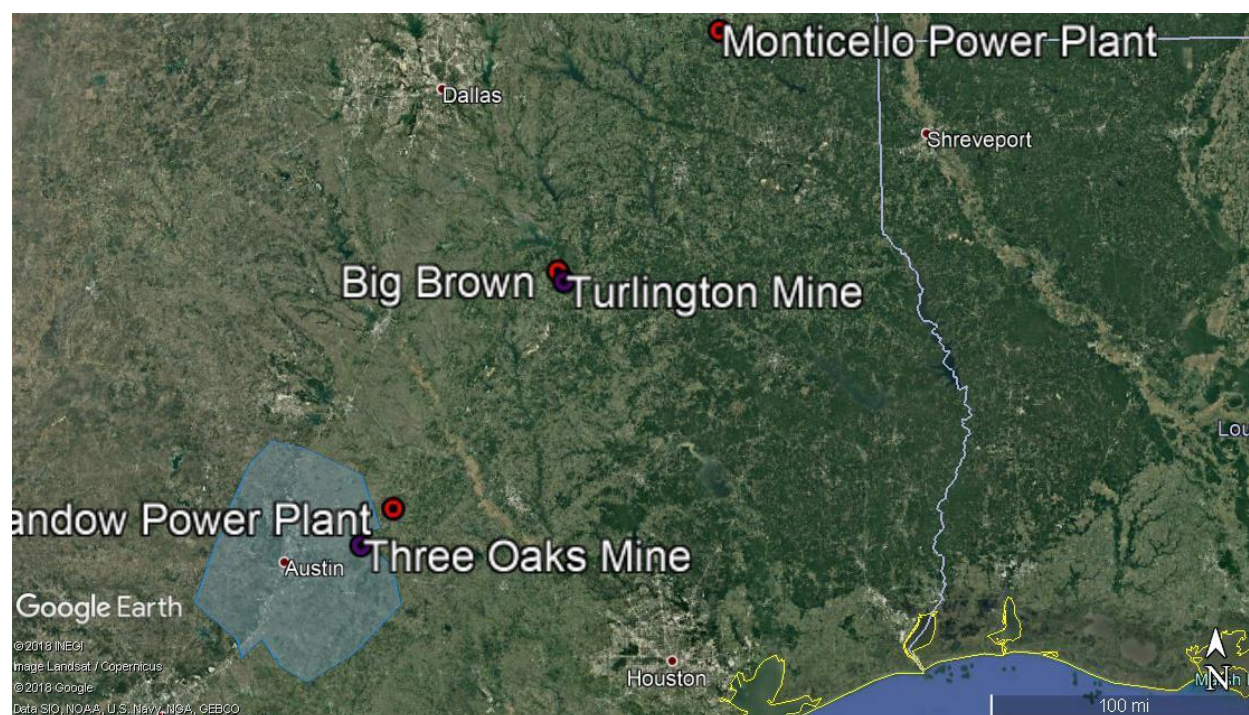 Monticello Power Plant
Dallas
Shreveport
Big Brown
Turlington Mine
Lou
andow Power Plant
Three Oaks Mine
Austin
Google Earth
©2018 INEGI
mage Landsat / Copernicus
©2018 Google
Data SIO, NOAA, U.S. Navy, NGA, GEBCO
Houston
N
100 mi